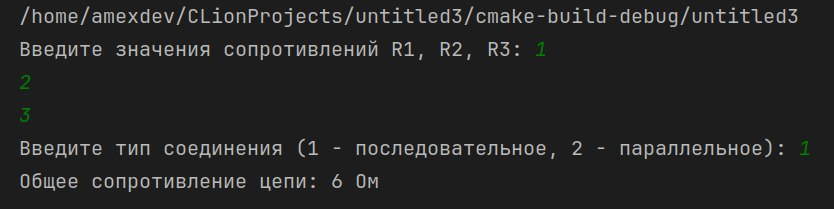 /home/amexdev/CLionProjects/untitled3/cmake-build-debug/untitled3
Введите значения сопротивлений R1, R2, R3: 1
2
3
Введите тип соединения (1 - последовательное, 2 - параллельное): 1
Общее сопротивление цепи: 6 Ом